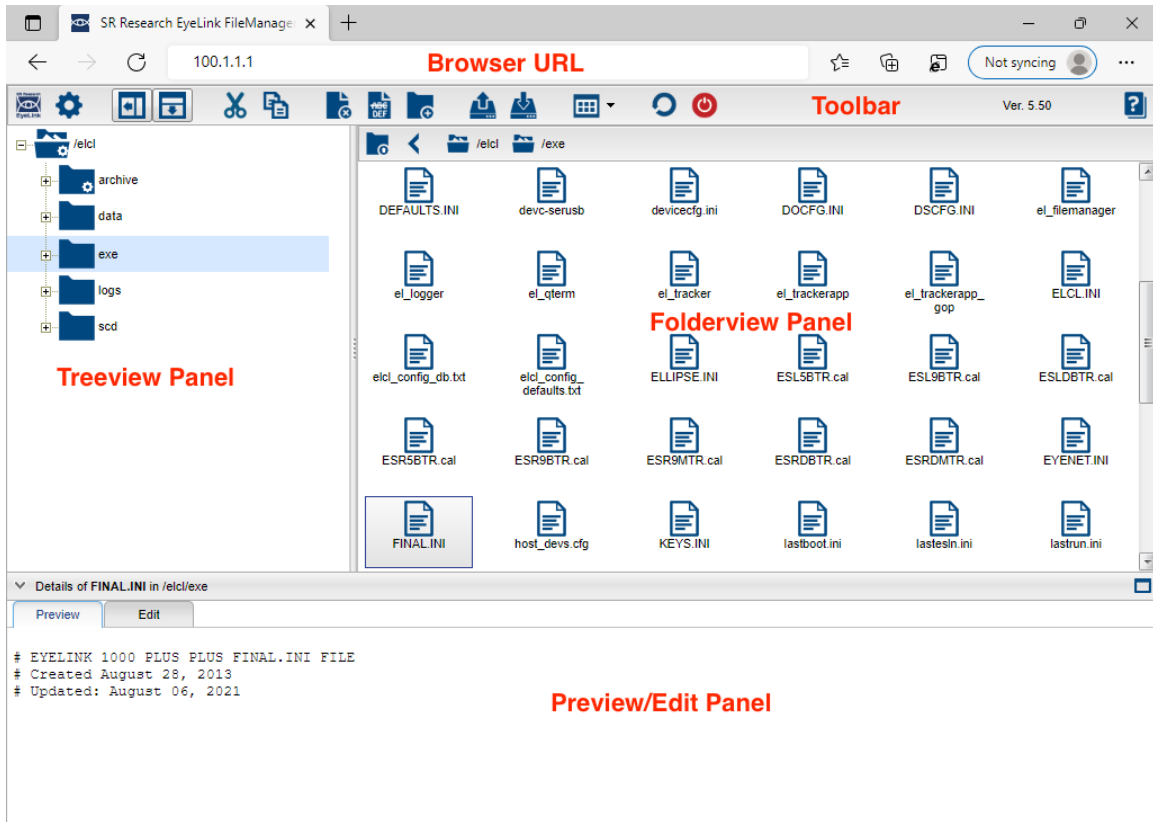 SR Research EyeLink FileManage
100.1.1.1
Browser URL
Not syncing
EyeLink
ABC
DEF
Toolbar
Ver. 5.50
?
/elcl
archive
data
exe
logs
scd
Treeview Panel
/elcl /exe
DEFAULTS.INI devc-serusb devicecfg.ini DOCFG.INI DSCFG.INI el_filemanager
el_logger el_qterm el_tracker el_trackerapp el_trackerapp_ ELCL.INI
gop
Folderview Panel
elcl_config_db.txt elcl_config_ ELLIPSE.INI ESL5BTR.cal ESL9BTR.cal ESLDBTR.cal
defaults.txt
ESR5BTR.cal ESR9BTR.cal ESR9MTR.cal ESRDBTR.cal ESRDMTR.cal EYENET.INI
FINAL.INI host_devs.cfg KEYS.INI lastboot.ini lastesln.ini lastrun.ini
Details of FINAL.INI in /elcl/exe
Preview Edit
# EYELINK 1000 PLUS PLUS FINAL.INI FILE
# Created August 28, 2013
# Updated: August 06, 2021
Preview/Edit Panel